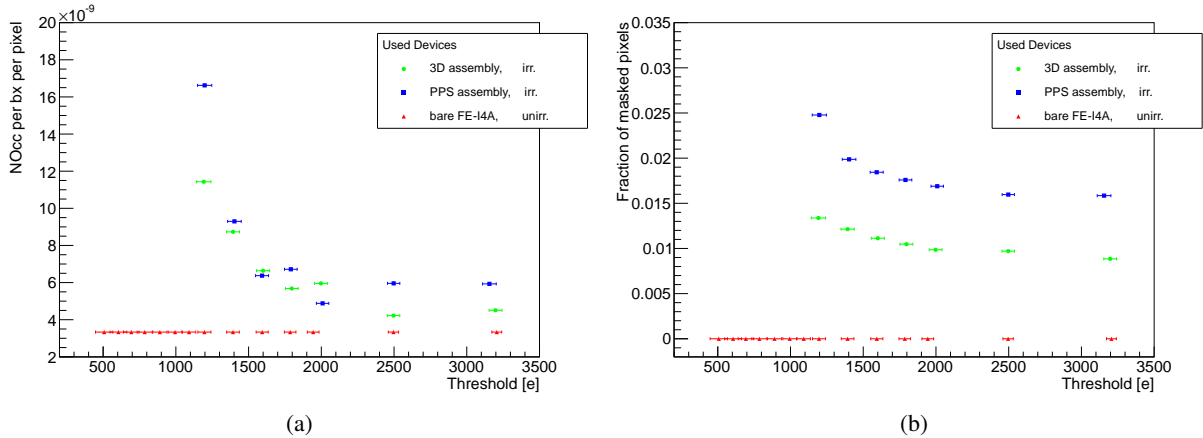 ×10⁻⁹
20
18
16
14
12
10
8
6
4
2
NOcc per bx per pixel
500 1000 1500 2000 2500 3000 3500
Threshold [e]
Used Devices
3D assembly, irr.
PPS assembly, irr.
bare FE-I4A, unirr.
(a)
0.035
0.03
0.025
0.02
0.015
0.01
0.005
0
Fraction of masked pixels
500 1000 1500 2000 2500 3000 3500
Threshold [e]
Used Devices
3D assembly, irr.
PPS assembly, irr.
bare FE-I4A, unirr.
(b)